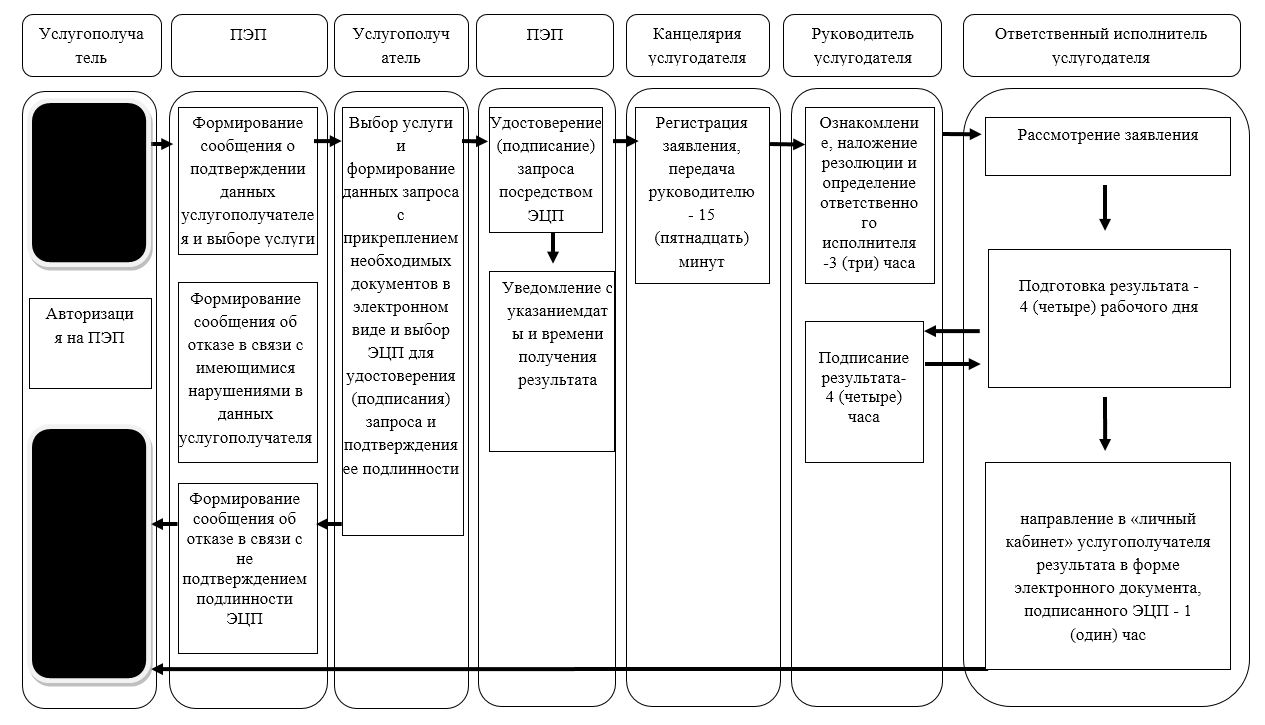 Услугополуча
тель
ПЭП
Услугополуч
атель
ПЭП
Канцелярия
услугодателя
Руководитель
услугодателя
Ответственный исполнитель
услугодателя
Авторизаци
я на ПЭП
Формирование
сообщения о
подтверждении
данных
услугополучателе
я и выборе услуги
Формирование
сообщения об
отказе в связи с
имеющимися
нарушениями в
данных
услугополучателя
Формирование
сообщения об
отказе в связи с
не
подтверждением
подлинности
ЭЦП
Выбор услуги
и
формирование
данных запроса
с
прикреплением
необходимых
документов в
электронном
виде и выбор
ЭЦП для
удостоверения
(подписания)
запроса и
подтверждения
ее подлинности
Удостоверение
(подписание)
запроса
посредством
ЭЦП
Уведомление с
указаниемдат
ы и времени
получения
результата
Регистрация
заявления,
передача
руководителю
- 15
(пятнадцать)
минут
Ознакомлени
е, наложение
резолюции и
определение
ответственно
го
исполнителя
-3 (три) часа
Подписание
результата-
4 (четыре)
часа
Рассмотрение заявления
Подготовка результата -
4 (четыре) рабочего дня
направление в «личный
кабинет» услугополучателя
результата в форме
электронного документа,
подписанного ЭЦП - 1
(один) час